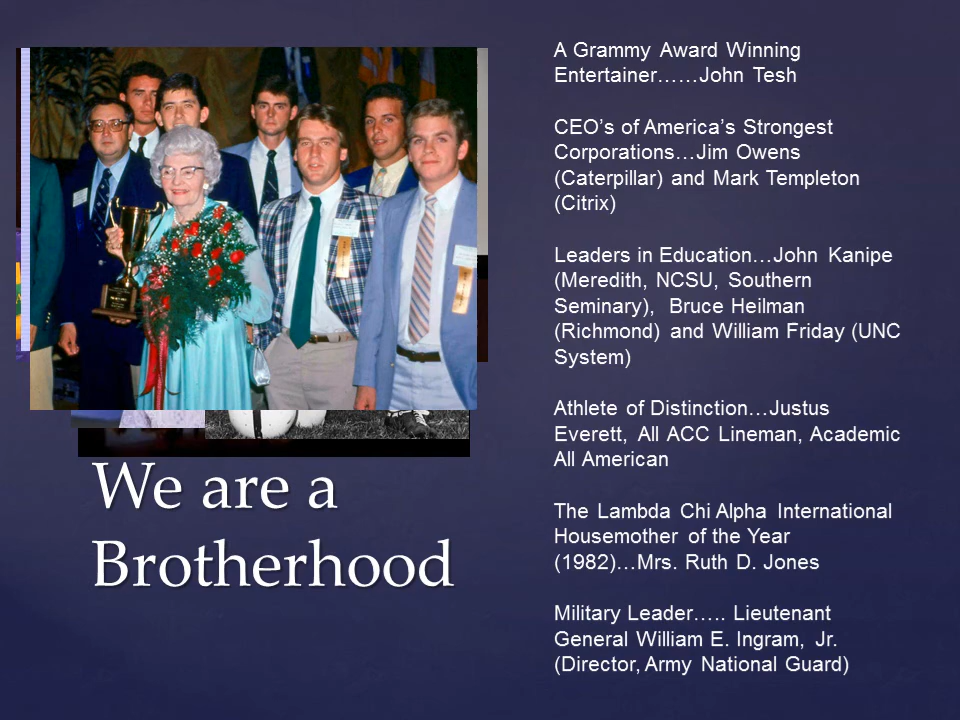 A Grammy Award Winning
Entertainer……John Tesh
CEO’s of America’s Strongest
Corporations…Jim Owens
(Caterpillar) and Mark Templeton
(Citrix)
Leaders in Education…John Kanipe
(Meredith, NCSU, Southern
Seminary), Bruce Heilman
(Richmond) and William Friday (UNC
System)
Athlete of Distinction…Justus
Everett, All ACC Lineman, Academic
All American
The Lambda Chi Alpha International
Housemother of the Year
(1982)…Mrs. Ruth D. Jones
Military Leader….. Lieutenant
General William E. Ingram, Jr.
(Director, Army National Guard)
We are a
Brotherhood